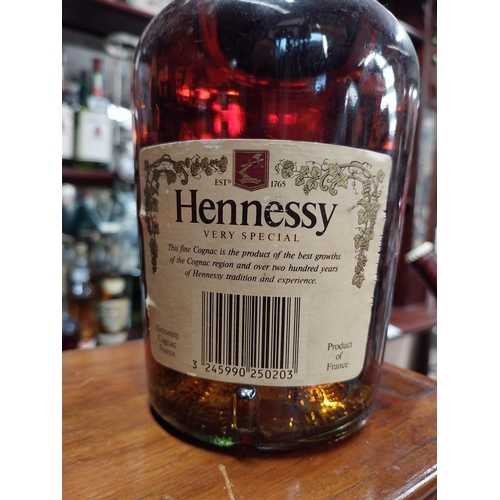 ESTD 1765
Hennessy
VERY SPECIAL
This fine Cognac is the product of the best growths
of the Cognac region and over two hundred years
of Hennessy tradition and experience.
Hennessy
Cognac
France
Product
of
France
3 245990 250203